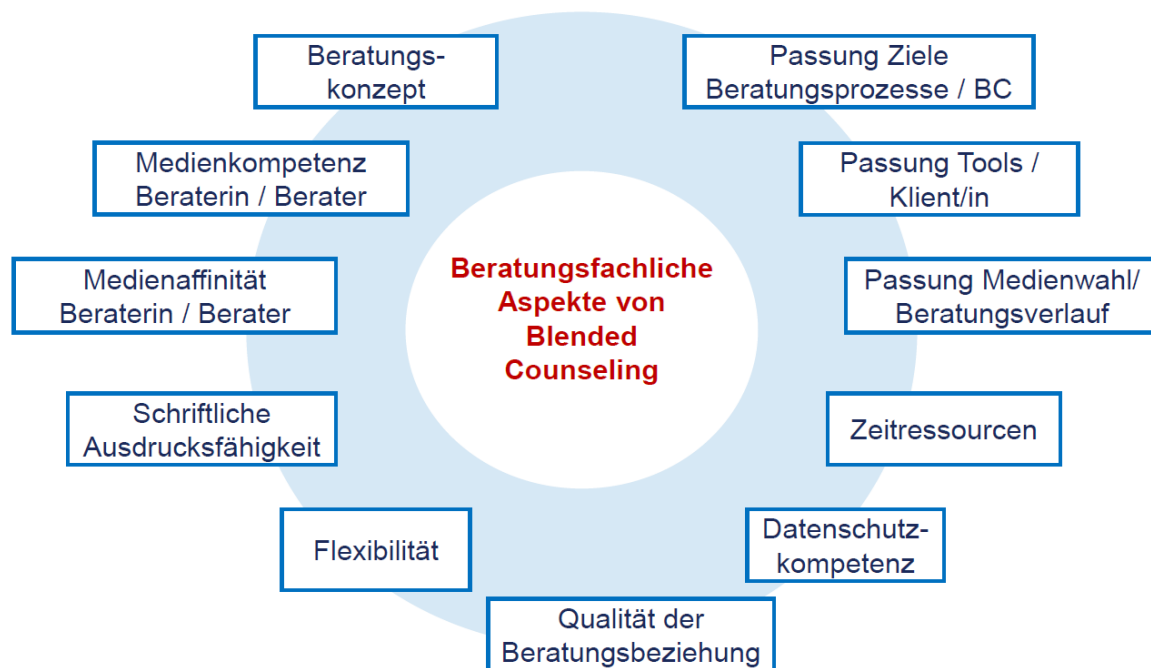 Beratungs-
konzept
Passung Ziele
Beratungsprozesse / BC
Medienkompetenz
Beraterin / Berater
Passung Tools /
Klient/in
Medienaffinität
Beraterin / Berater
Beratungsfachliche
Aspekte von
Blended
Counseling
Passung Medienwahl/
Beratungsverlauf
Schriftliche
Ausdrucksfähigkeit
Zeitressourcen
Flexibilität
Datenschutz-
kompetenz
Qualität der
Beratungsbeziehung